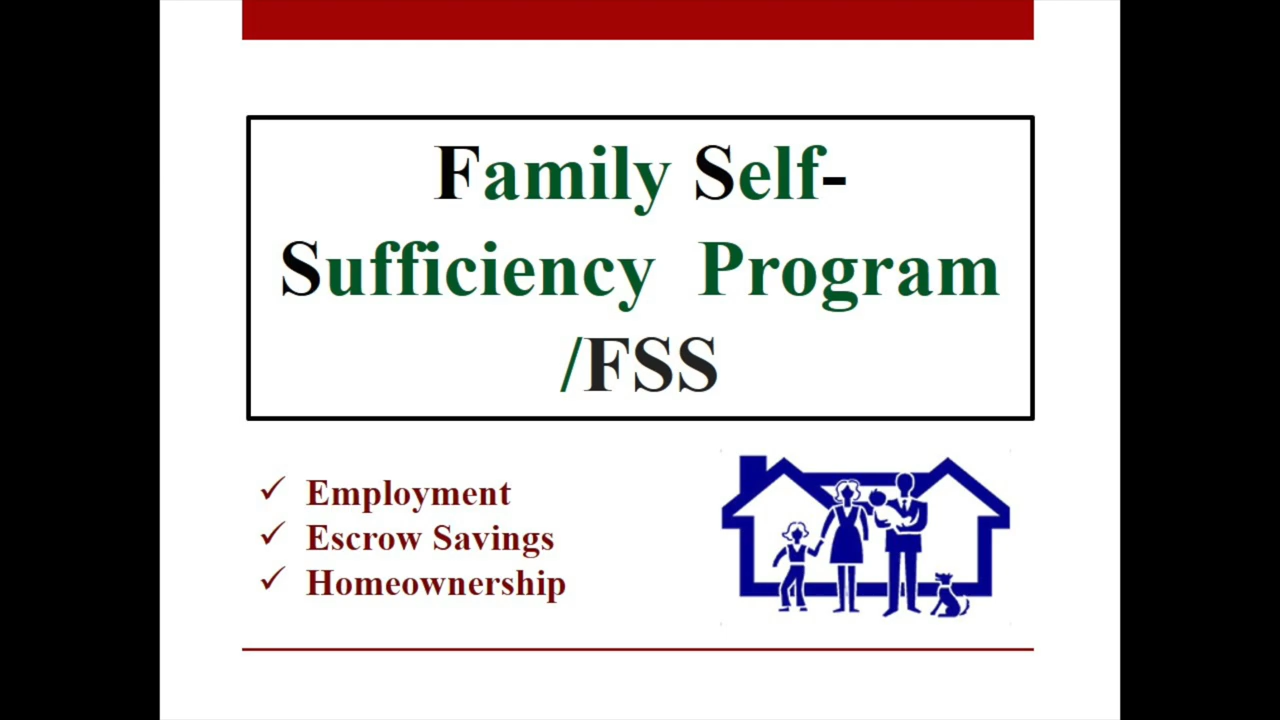 Family Self-
Sufficiency Program
/FSS
✓ Employment
✓ Escrow Savings
✓ Homeownership